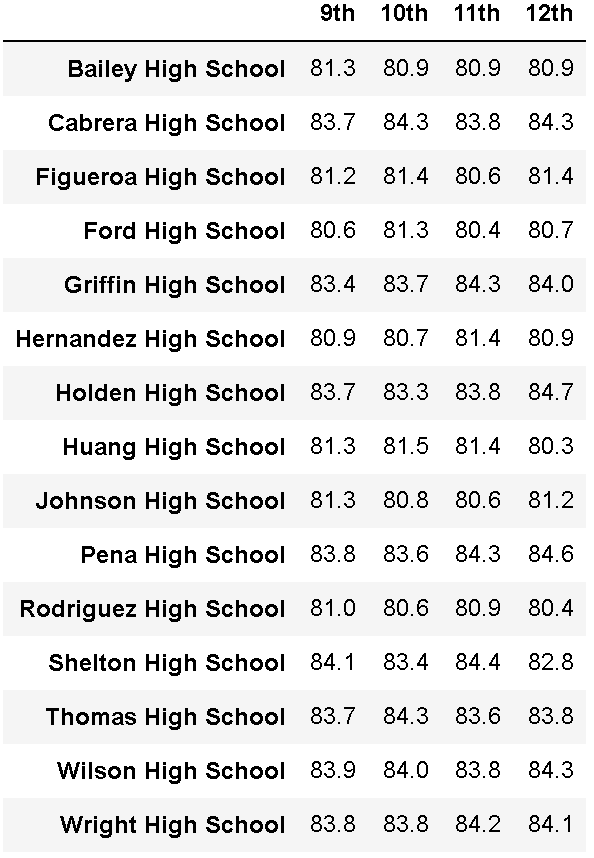 9th 10th 11th 12th
Bailey High School 81.3 80.9 80.9 80.9
Cabrera High School 83.7 84.3 83.8 84.3
Figueroa High School 81.2 81.4 80.6 81.4
Ford High School 80.6 81.3 80.4 80.7
Griffin High School 83.4 83.7 84.3 84.0
Hernandez High School 80.9 80.7 81.4 80.9
Holden High School 83.7 83.3 83.8 84.7
Huang High School 81.3 81.5 81.4 80.3
Johnson High School 81.3 80.8 80.6 81.2
Pena High School 83.8 83.6 84.3 84.6
Rodriguez High School 81.0 80.6 80.9 80.4
Shelton High School 84.1 83.4 84.4 82.8
Thomas High School 83.7 84.3 83.6 83.8
Wilson High School 83.9 84.0 83.8 84.3
Wright High School 83.8 83.8 84.2 84.1